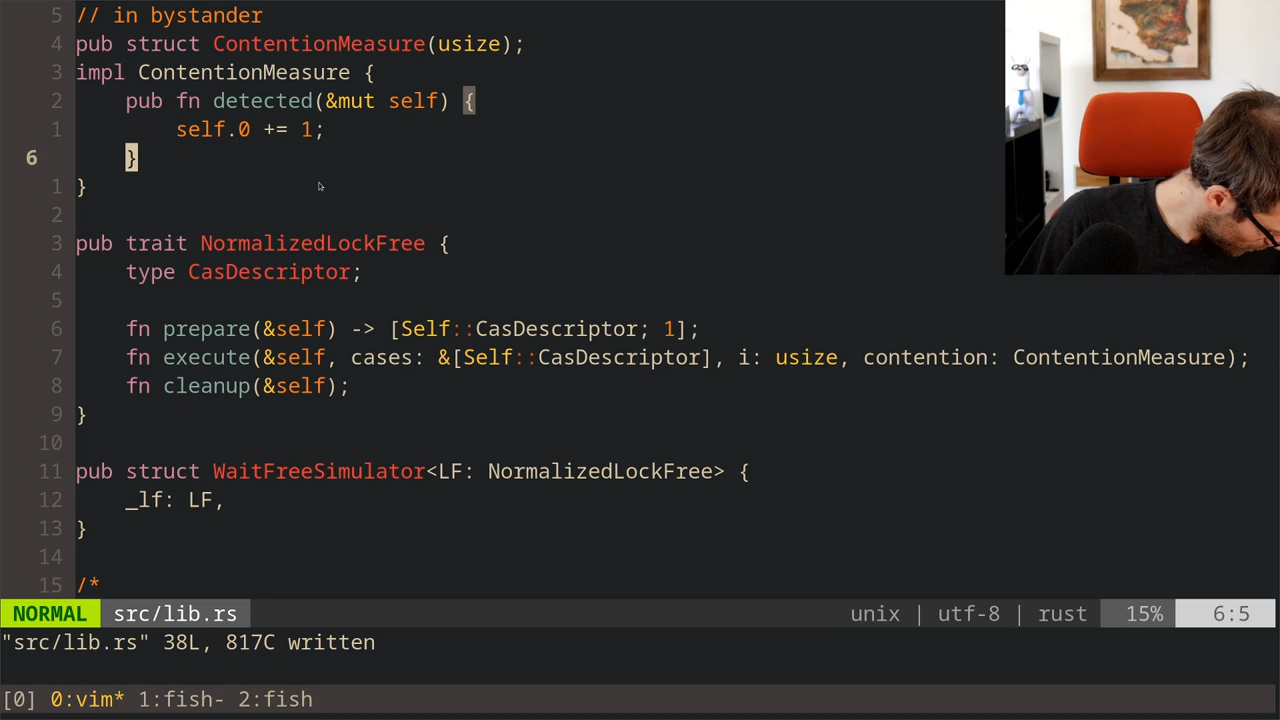 5 // in bystander
4 pub struct ContentionMeasure(usize);
3 impl ContentionMeasure {
2     pub fn detected(&mut self) {
1         self.0 += 1;
6     }
1 }
2
3 pub trait NormalizedLockFree {
4     type CasDescriptor;
5
6     fn prepare(&self) -> [Self::CasDescriptor; 1];
7     fn execute(&self, cases: &[Self::CasDescriptor], i: usize, contention: ContentionMeasure);
8     fn cleanup(&self);
9 }
10
11 pub struct WaitFreeSimulator<LF: NormalizedLockFree> {
12     _lf: LF,
13 }
14
15 /*
NORMAL src/lib.rs unix | utf-8 | rust 15% 6:5
"src/lib.rs" 38L, 817C written
[0] 0:vim* 1:fish- 2:fish